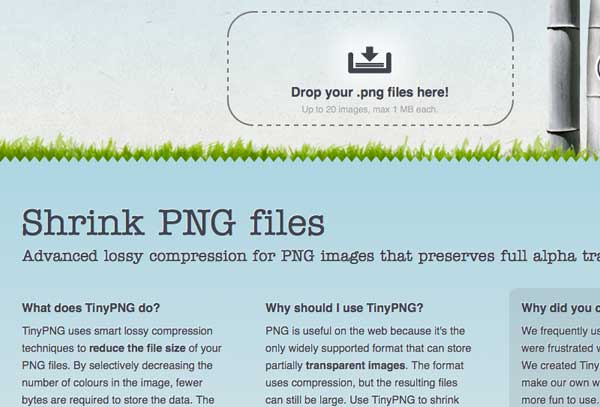 Drop your .png files here!
Up to 20 images, max 1 MB each.
Shrink PNG files
Advanced lossy compression for PNG images that preserves full alpha
What does TinyPNG do?
TinyPNG uses smart lossy compression
techniques to reduce the file size of your
PNG files. By selectively decreasing the
number of colours in the image, fewer
bytes are required to store the data. The
Why should I use TinyPNG?
PNG is useful on the web because it's the
only widely supported format that can store
partially transparent images. The format
uses compression, but the resulting files
can still be large. Use TinyPNG to shrink
Why did you
We frequently
were frustrated
We created
make our own
more fun to use.